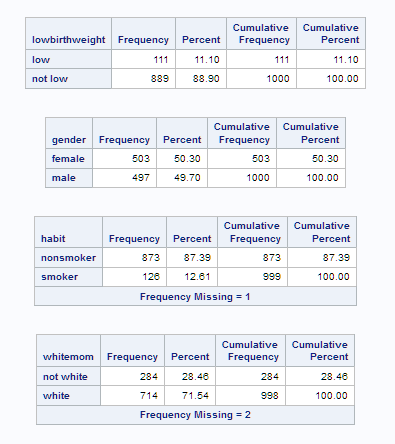 Cumulative Cumulative
lowbirthweight Frequency Percent Frequency Percent
low 111 11.10 111 11.10
not low 889 88.90 1000 100.00
Cumulative Cumulative
gender Frequency Percent Frequency Percent
female 503 50.30 503 50.30
male 497 49.70 1000 100.00
Cumulative Cumulative
habit Frequency Percent Frequency Percent
nonsmoker 873 87.39 873 87.39
smoker 126 12.61 999 100.00
Frequency Missing = 1
Cumulative Cumulative
whitemom Frequency Percent Frequency Percent
not white 284 28.46 284 28.46
white 714 71.54 998 100.00
Frequency Missing = 2